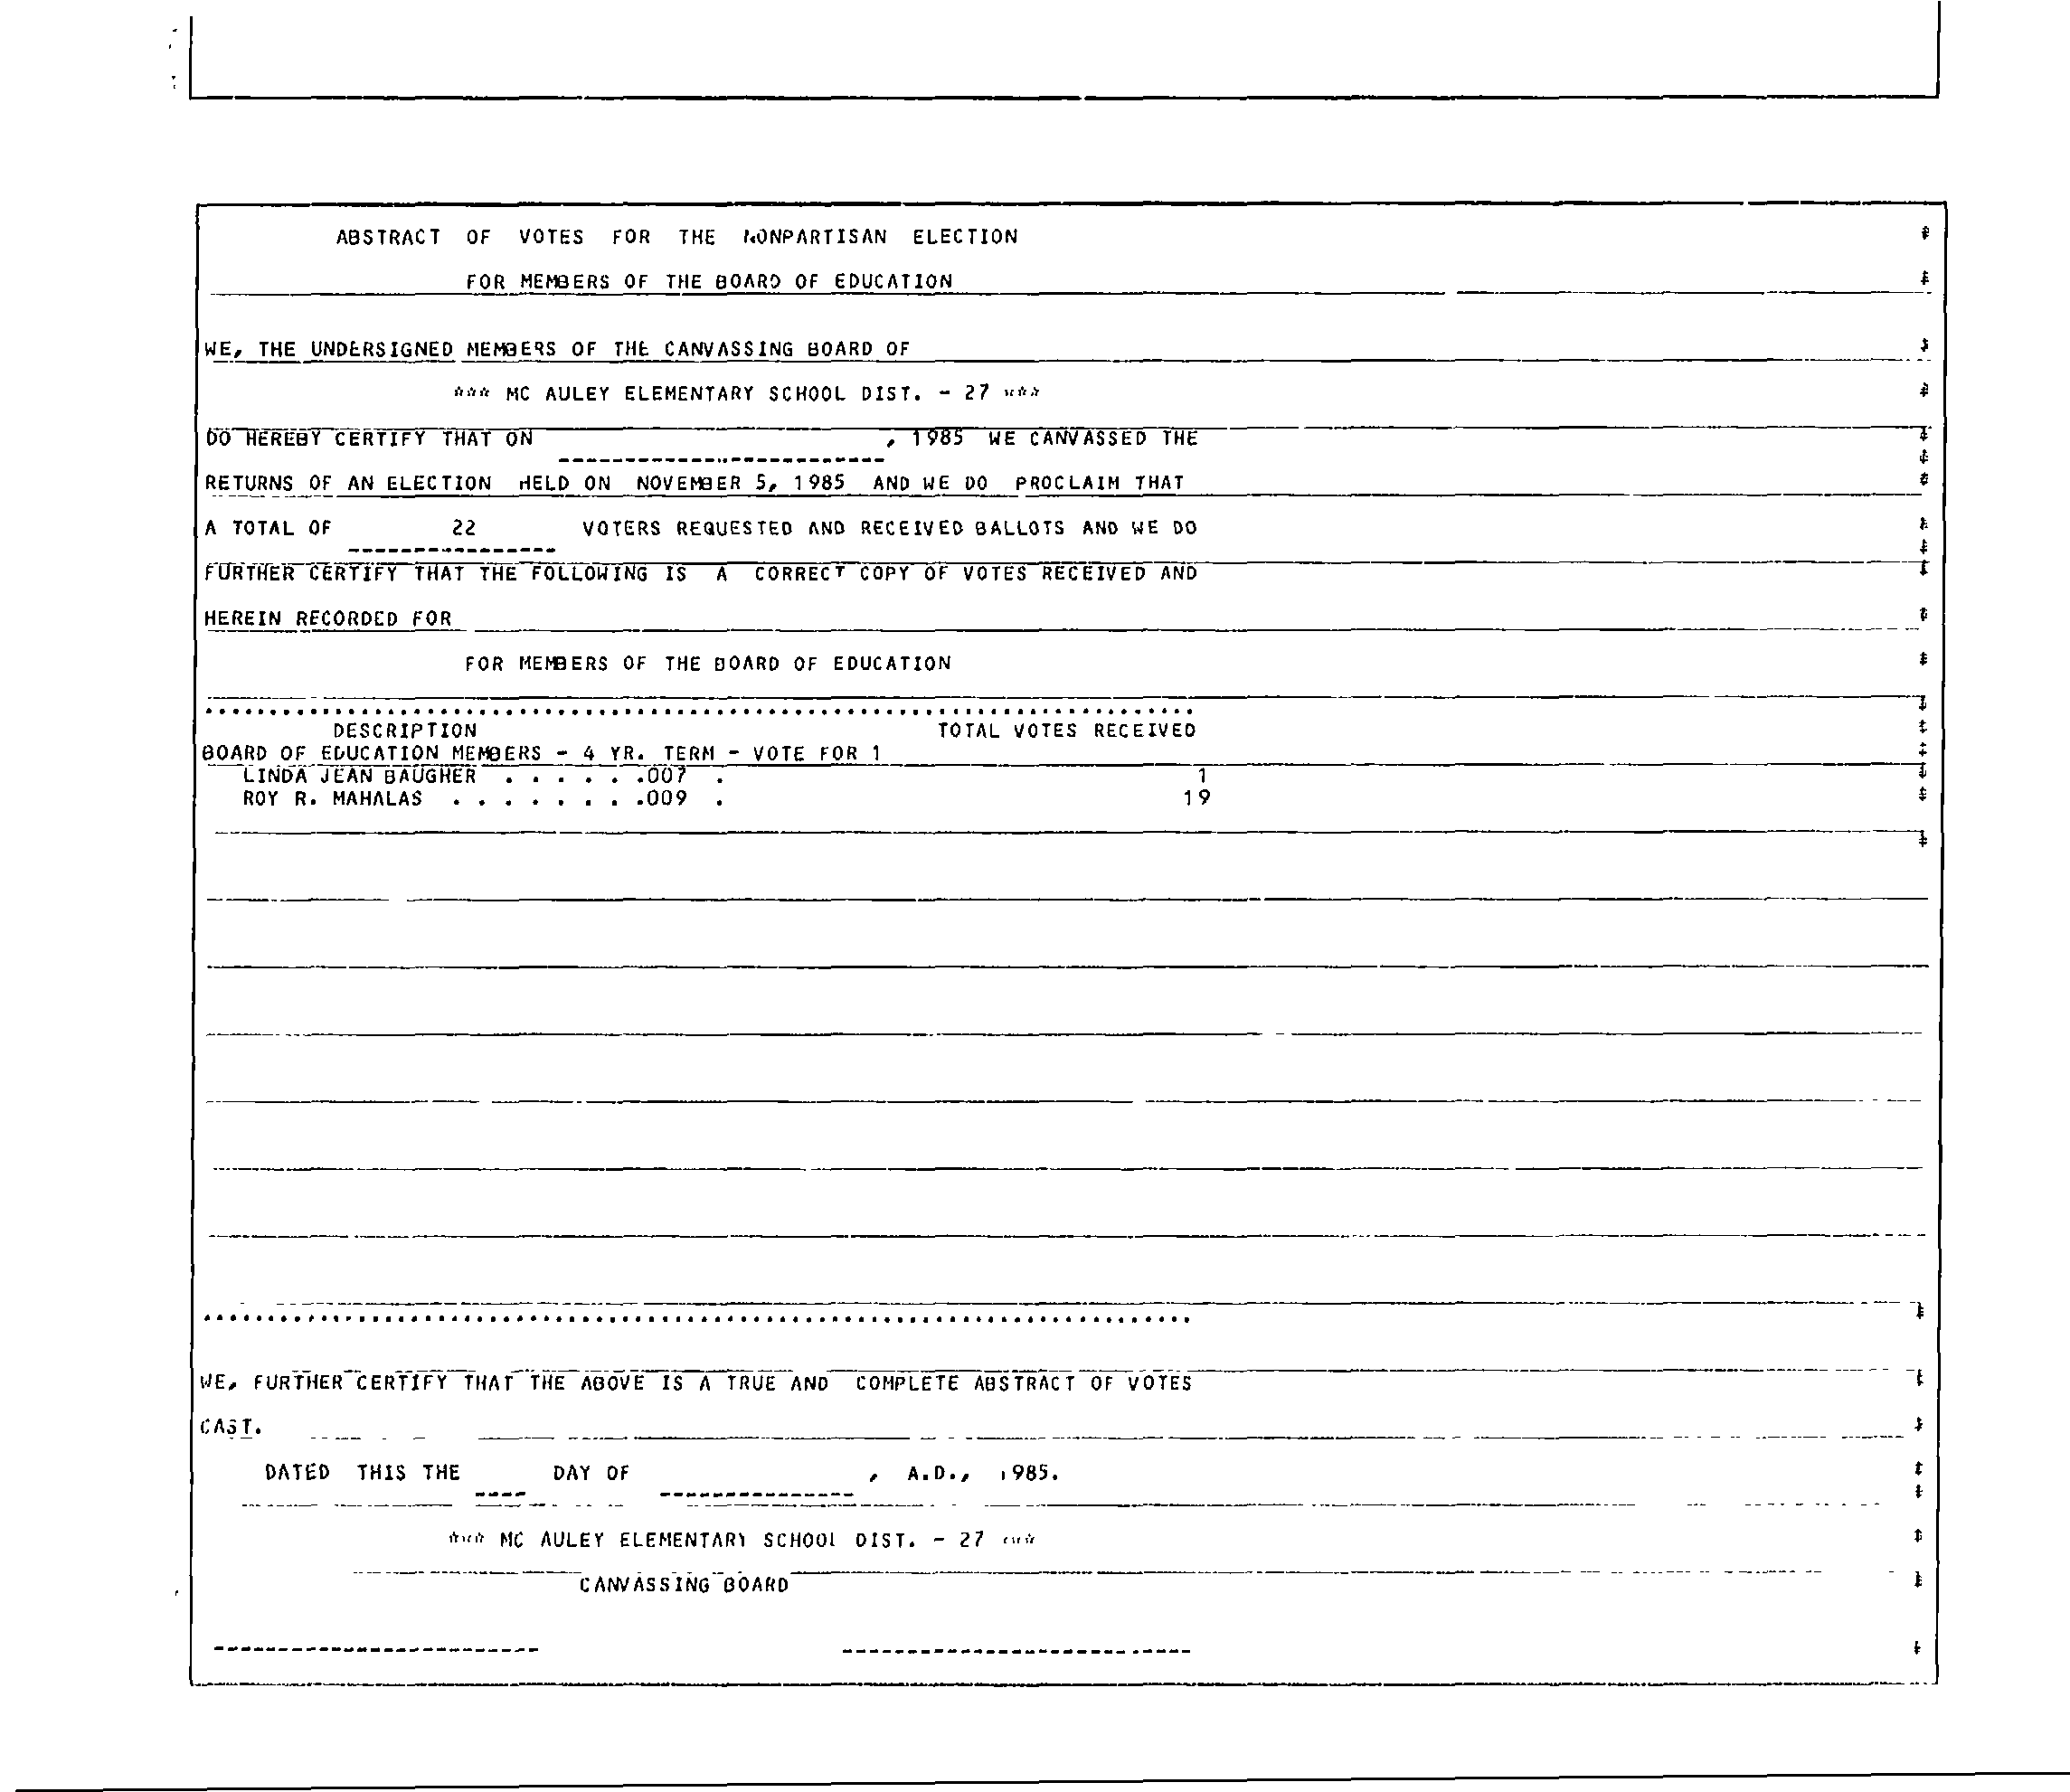 ABSTRACT OF VOTES FOR THE NONPARTISAN ELECTION
FOR MEMBERS OF THE BOARD OF EDUCATION
WE, THE UNDERSIGNED MEMBERS OF THE CANVASSING BOARD OF
*** MC AULEY ELEMENTARY SCHOOL DIST. - 27 ***
DO HEREBY CERTIFY THAT ON , 1985 WE CANVASSED THE
RETURNS OF AN ELECTION HELD ON NOVEMBER 5, 1985 AND WE DO PROCLAIM THAT
A TOTAL OF 22 VOTERS REQUESTED AND RECEIVED BALLOTS AND WE DO
FURTHER CERTIFY THAT THE FOLLOWING IS A CORRECT COPY OF VOTES RECEIVED AND
HEREIN RECORDED FOR
FOR MEMBERS OF THE BOARD OF EDUCATION
DESCRIPTION TOTAL VOTES RECEIVED
BOARD OF EDUCATION MEMBERS - 4 YR. TERM - VOTE FOR 1
LINDA JEAN BAUGHER . . . . . .007 . 1
ROY R. MAHALAS . . . . . . . .009 . 19
WE, FURTHER CERTIFY THAT THE ABOVE IS A TRUE AND COMPLETE ABSTRACT OF VOTES
CAST.
DATED THIS THE DAY OF , A.D., 1985.
*** MC AULEY ELEMENTARY SCHOOL DIST. - 27 ***
CANVASSING BOARD